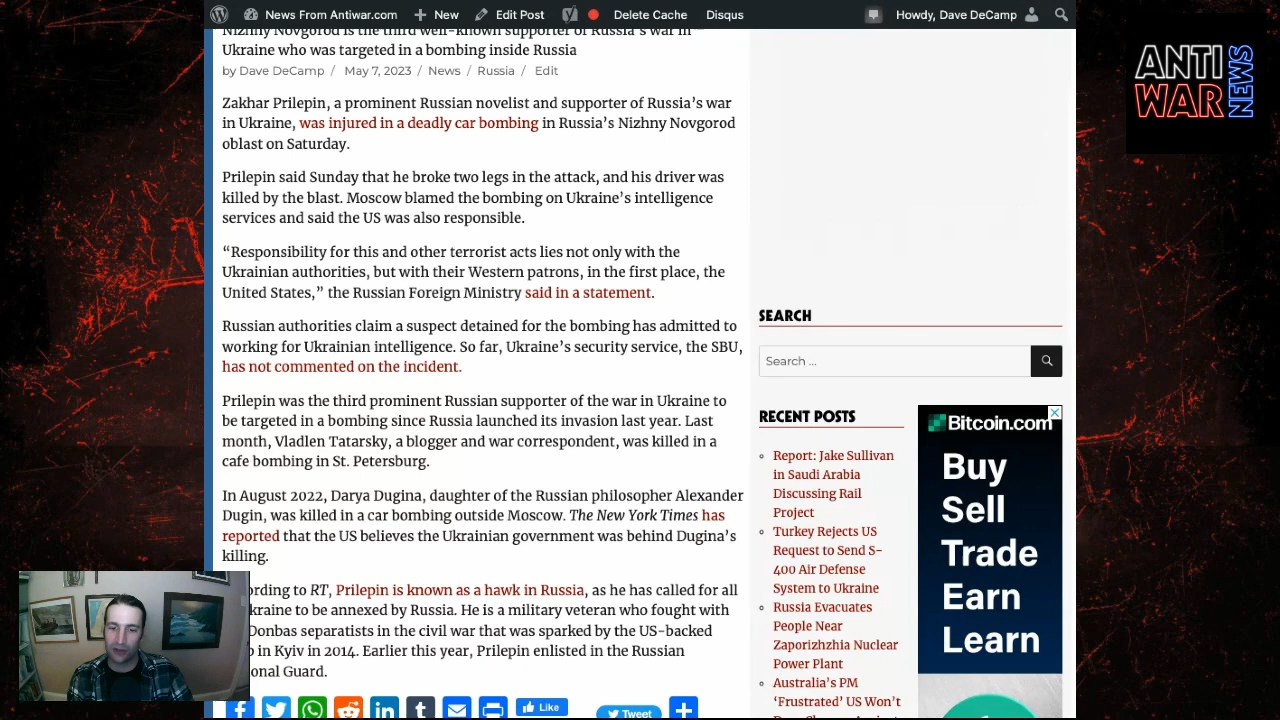 News From Antiwar.com
New
Edit Post
Delete Cache
Disqus
Howdy, Dave DeCamp
ANTI
WAR
NEWS
Nizhny Novgorod is the third well-known supporter of Russia's war in
Ukraine who was targeted in a bombing inside Russia
by Dave DeCamp / May 7, 2023 / News / Russia / Edit
Zakhar Prilepin, a prominent Russian novelist and supporter of Russia's war
in Ukraine, was injured in a deadly car bombing in Russia's Nizhny Novgorod
oblast on Saturday.
Prilepin said Sunday that he broke two legs in the attack, and his driver was
killed by the blast. Moscow blamed the bombing on Ukraine's intelligence
services and said the US was also responsible.
“Responsibility for this and other terrorist acts lies not only with the
Ukrainian authorities, but with their Western patrons, in the first place, the
United States,” the Russian Foreign Ministry said in a statement.
Russian authorities claim a suspect detained for the bombing has admitted to
working for Ukrainian intelligence. So far, Ukraine's security service, the SBU,
has not commented on the incident.
Prilepin was the third prominent Russian supporter of the war in Ukraine to
be targeted in a bombing since Russia launched its invasion last year. Last
month, Vladlen Tatarsky, a blogger and war correspondent, was killed in a
cafe bombing in St. Petersburg.
In August 2022, Darya Dugina, daughter of the Russian philosopher Alexander
Dugin, was killed in a car bombing outside Moscow. The New York Times has
reported that the US believes the Ukrainian government was behind Dugina's
killing.
ording to RT, Prilepin is known as a hawk in Russia, as he has called for all
kraine to be annexed by Russia. He is a military veteran who fought with
Donbas separatists in the civil war that was sparked by the US-backed
in Kyiv in 2014. Earlier this year, Prilepin enlisted in the Russian
onal Guard.
Like
Tweet
SEARCH
Search ...
RECENT POSTS
Report: Jake Sullivan
in Saudi Arabia
Discussing Rail
Project
Turkey Rejects US
Request to Send S-
400 Air Defense
System to Ukraine
Russia Evacuates
People Near
Zaporizhzhia Nuclear
Power Plant
Australia's PM
‘Frustrated’ US Won't
Bitcoin.com
Buy
Sell
Trade
Earn
Learn